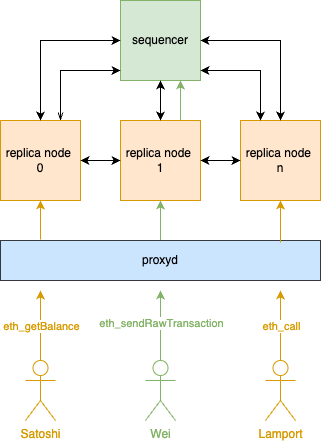 sequencer
replica node
0
replica node
1
replica node
n
proxyd
eth_getBalance
eth_sendRawTransaction
eth_call
Satoshi
Wei
Lamport